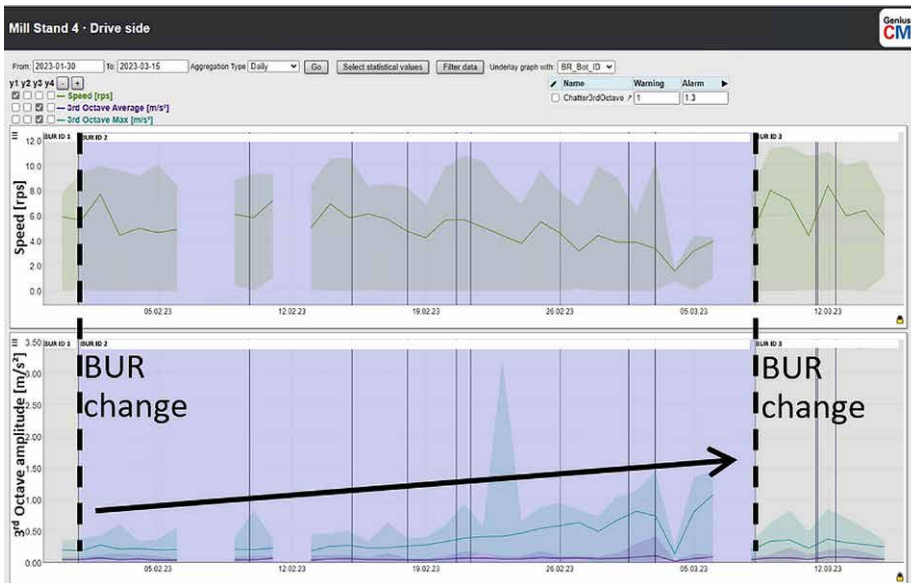 Mill Stand 4 · Drive side
Genius
CM
From: 2023-01-30 To: 2023-03-15 Aggregation Type Daily Go Select statistical values Filter data Underlay graph with: BR_Bot_ID
y1 y2 y3 y4 - +
Name Warning Alarm
Speed [rps]
Chatter3rdOctave 1 1.3
3rd Octave Average [m/s²]
3rd Octave Max [m/s²]
BUR ID 1 BUR ID 2 BUR ID 3
Speed [rps]
12.0
10.0
8.0
6.0
4.0
2.0
0.0
05.02.23 12.02.23 19.02.23 26.02.23 05.03.23 12.03.23
BUR ID 1 BUR ID 2 BUR ID 3
3rd Octave amplitude [m/s²]
3.50
3.00
2.50
2.00
1.50
1.00
0.50
0.00
BUR
change
BUR
change
05.02.23 12.02.23 19.02.23 26.02.23 05.03.23 12.03.23